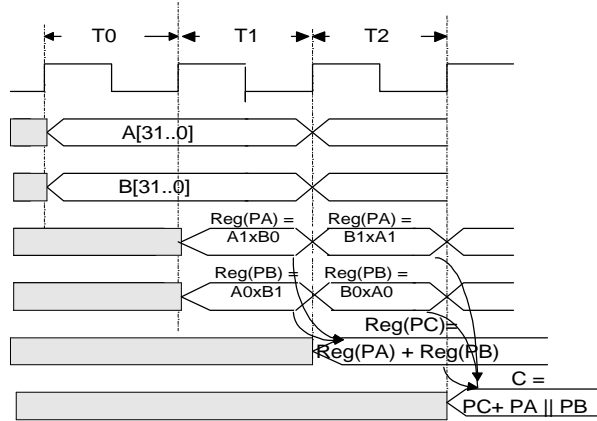 T0 T1 T2
A[31..0]
B[31..0]
Reg(PA) = Reg(PA) =
A1xB0 B1xA1
Reg(PB) = Reg(PB) =
A0xB1 B0xA0
Reg(PC)=
Reg(PA) + Reg(PB)
C =
PC+ PA || PB